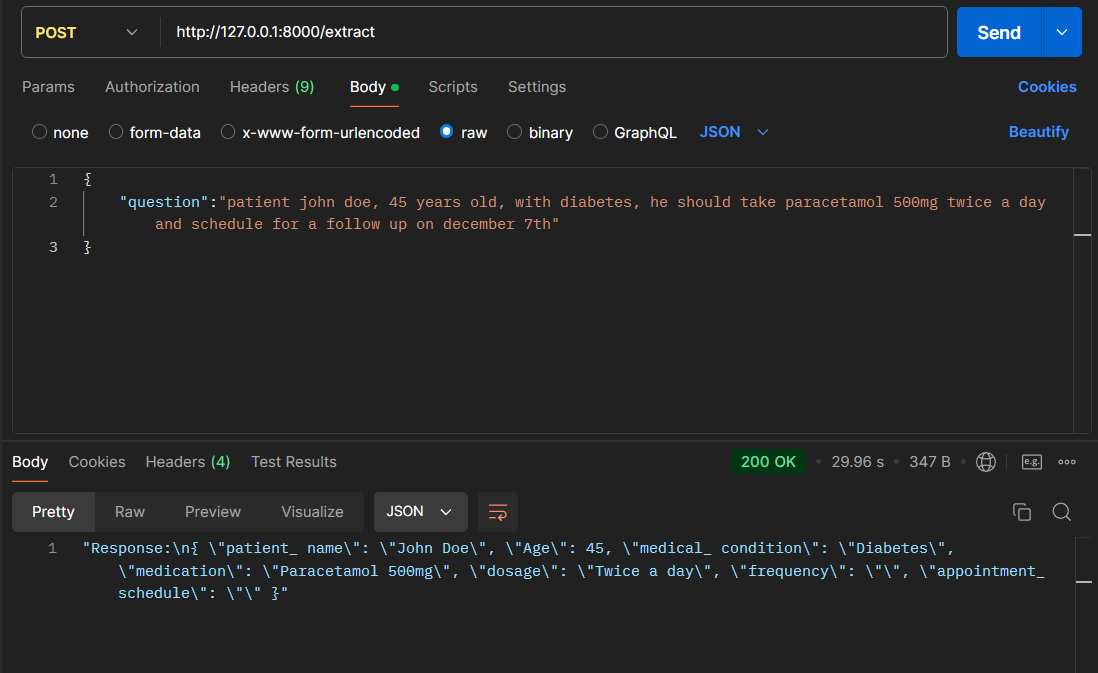 POST http://127.0.0.1:8000/extract Send
Params Authorization Headers (9) Body Scripts Settings Cookies
none form-data x-www-form-urlencoded raw binary GraphQL JSON Beautify
1 {
2 "question":"patient john doe, 45 years old, with diabetes, he should take paracetamol 500mg twice a day
and schedule for a follow up on december 7th"
3 }
Body Cookies Headers (4) Test Results 200 OK 29.96 s 347 B e.g.
Pretty Raw Preview Visualize JSON
1 "Response:\n{ \"patient_ name\": \"John Doe\", \"Age\": 45, \"medical_ condition\": \"Diabetes\",
\"medication\": \"Paracetamol 500mg\", \"dosage\": \"Twice a day\", \"frequency\": \"\", \"appointment_
schedule\": \"\" }"